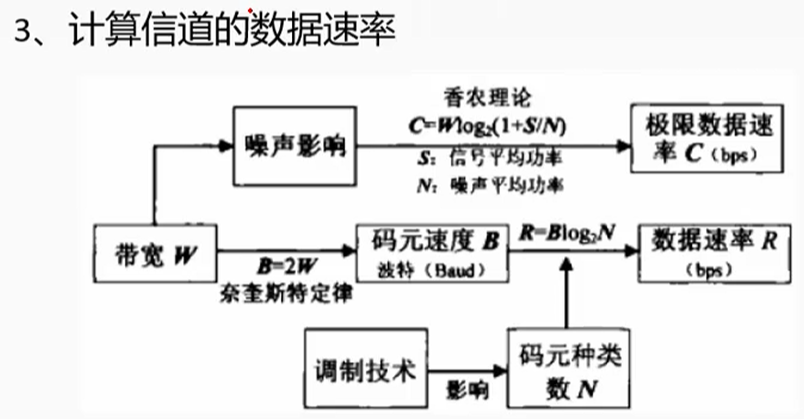 3、计算信道的数据速率
香农理论
C=Wlog₂(1+S/N)
S：信号平均功率
N：噪声平均功率
噪声影响
极限数据速
率 C（bps）
带宽 W
B=2W
奈奎斯特定律
码元速度 B
波特（Baud）
R=Blog₂N
数据速率 R
（bps）
调制技术
影响
码元种类
数 N